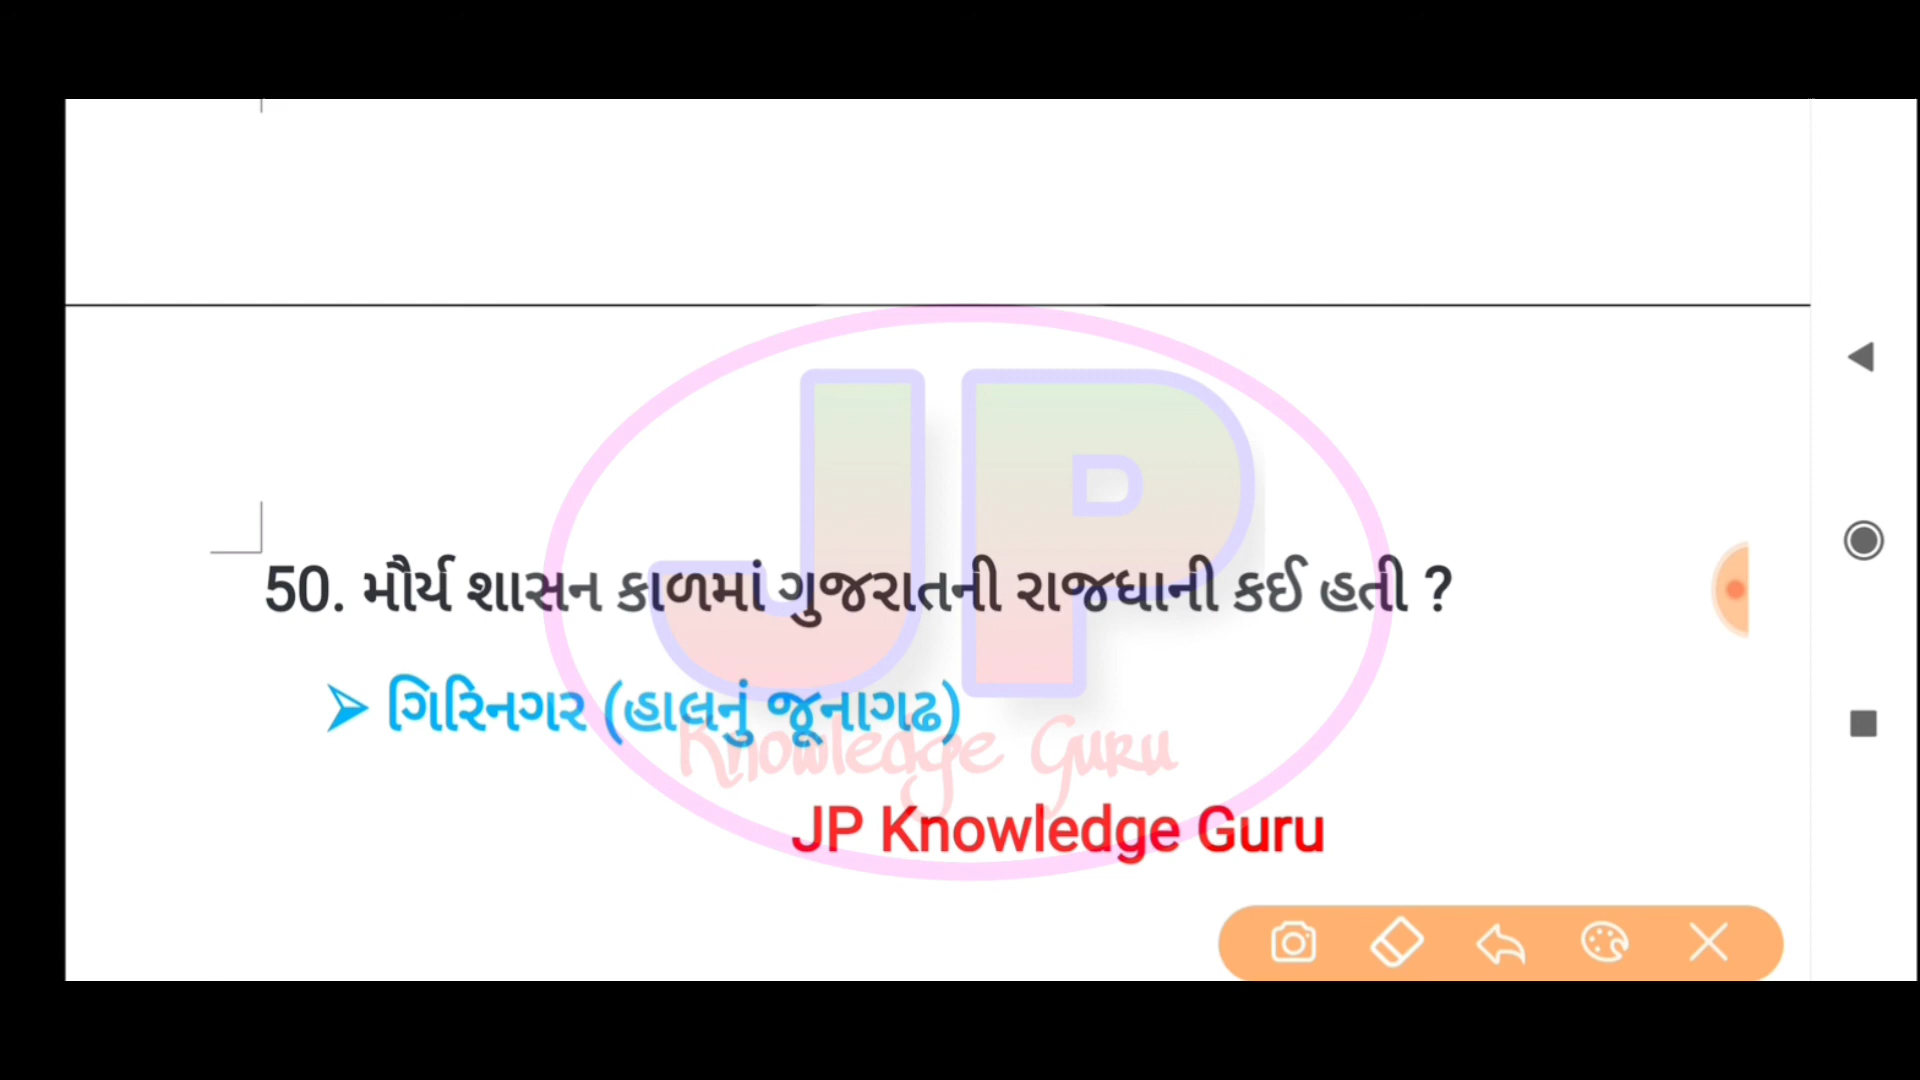 50. મૌર્ય શાસન કાળમાં ગુજરાતની રાજધાની કઈ હતી ?
➢ ગિરિનગર (હાલનું જૂનાગઢ)
JP
Knowledge Guru
JP Knowledge Guru